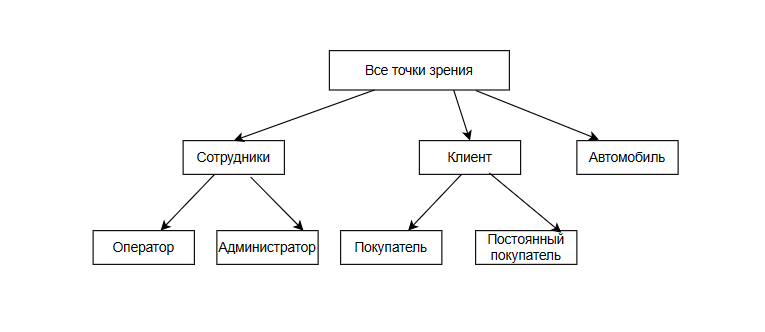 Все точки зрения
Сотрудники
Клиент
Автомобиль
Оператор
Администратор
Покупатель
Постоянный
покупатель